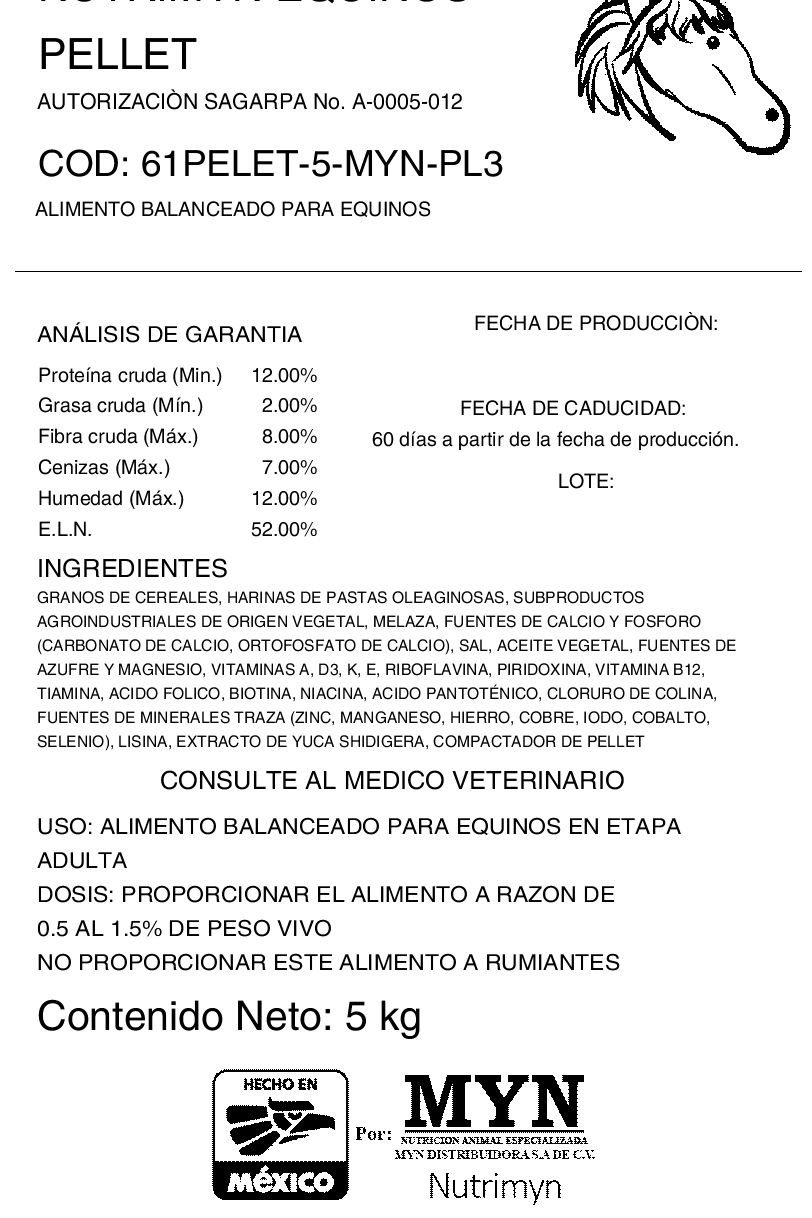 NUTRIMYN EQUINOS
PELLET
AUTORIZACIÒN SAGARPA No. A-0005-012
COD: 61PELET-5-MYN-PL3
ALIMENTO BALANCEADO PARA EQUINOS
ANÁLISIS DE GARANTIA
Proteína cruda (Min.) 12.00%
Grasa cruda (Mín.) 2.00%
Fibra cruda (Máx.) 8.00%
Cenizas (Máx.) 7.00%
Humedad (Máx.) 12.00%
E.L.N. 52.00%
FECHA DE PRODUCCIÒN:
FECHA DE CADUCIDAD:
60 días a partir de la fecha de producción.
LOTE:
INGREDIENTES
GRANOS DE CEREALES, HARINAS DE PASTAS OLEAGINOSAS, SUBPRODUCTOS
AGROINDUSTRIALES DE ORIGEN VEGETAL, MELAZA, FUENTES DE CALCIO Y FOSFORO
(CARBONATO DE CALCIO, ORTOFOSFATO DE CALCIO), SAL, ACEITE VEGETAL, FUENTES DE
AZUFRE Y MAGNESIO, VITAMINAS A, D3, K, E, RIBOFLAVINA, PIRIDOXINA, VITAMINA B12,
TIAMINA, ACIDO FOLICO, BIOTINA, NIACINA, ACIDO PANTOTÉNICO, CLORURO DE COLINA,
FUENTES DE MINERALES TRAZA (ZINC, MANGANESO, HIERRO, COBRE, IODO, COBALTO,
SELENIO), LISINA, EXTRACTO DE YUCA SHIDIGERA, COMPACTADOR DE PELLET
CONSULTE AL MEDICO VETERINARIO
USO: ALIMENTO BALANCEADO PARA EQUINOS EN ETAPA
ADULTA
DOSIS: PROPORCIONAR EL ALIMENTO A RAZON DE
0.5 AL 1.5% DE PESO VIVO
NO PROPORCIONAR ESTE ALIMENTO A RUMIANTES
Contenido Neto: 5 kg
HECHO EN
MéXICO
Por:
MYN
NUTRICION ANIMAL ESPECIALIZADA
MYN DISTRIBUIDORA S.A DE C.V.
Nutrimyn